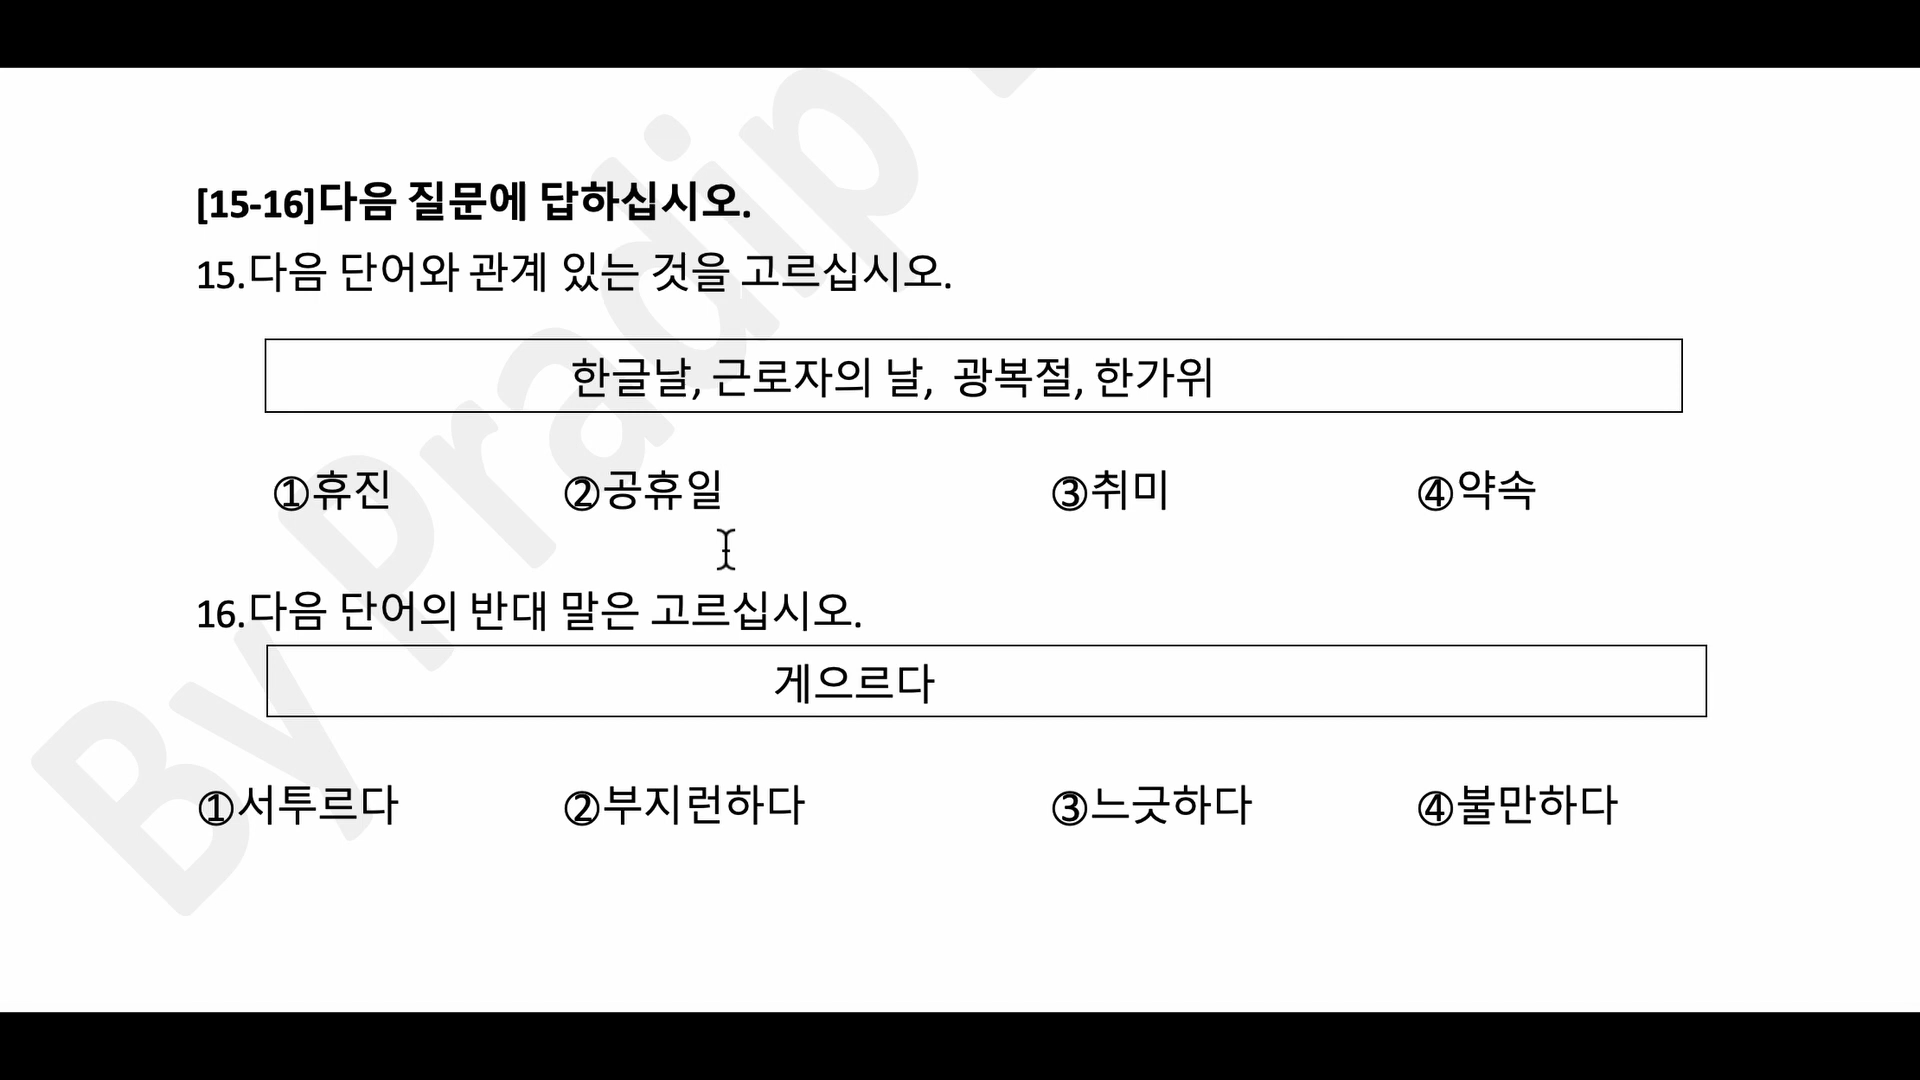 [15-16]다음 질문에 답하십시오.
15.다음 단어와 관계 있는 것을 고르십시오.
한글날, 근로자의 날, 광복절, 한가위
①휴진 ②공휴일 ③취미 ④약속
16.다음 단어의 반대 말은 고르십시오.
게으르다
①서투르다 ②부지런하다 ③느긋하다 ④불만하다
By Pradip